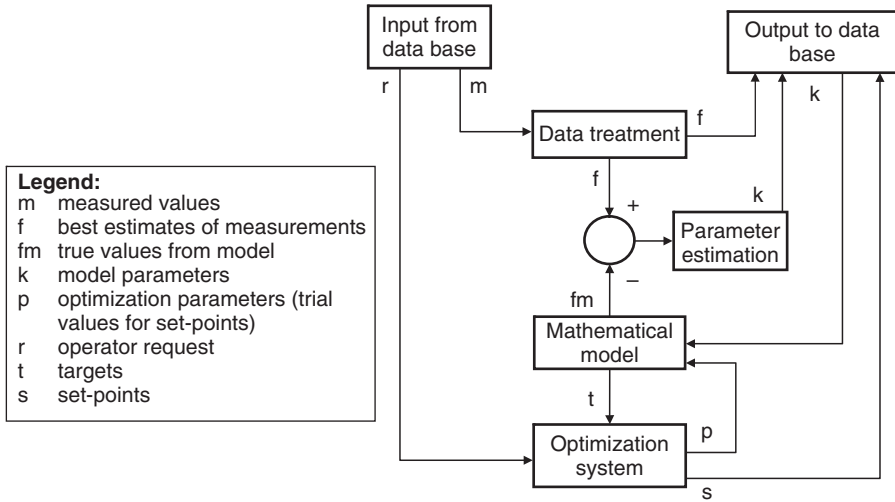 Input from
data base
Output to data
base
r
m
k
Data treatment
f
f
+
k
Parameter
estimation
–
fm
Mathematical
model
t
p
Optimization
system
s
Legend:
m measured values
f best estimates of measurements
fm true values from model
k model parameters
p optimization parameters (trial
values for set-points)
r operator request
t targets
s set-points